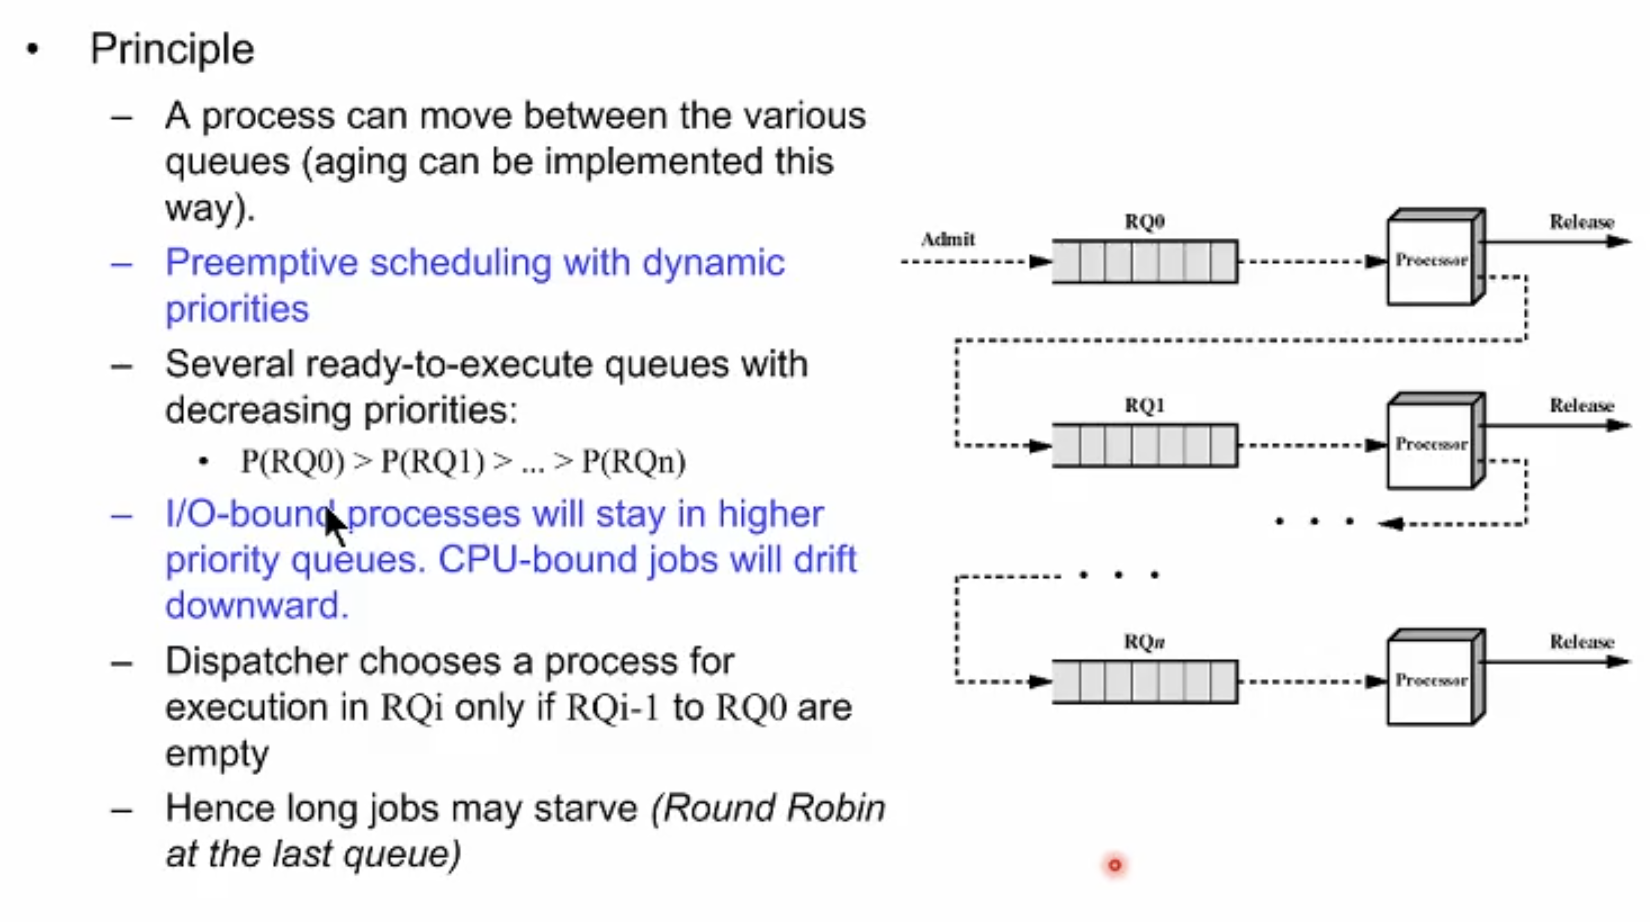 • Principle
– A process can move between the various
queues (aging can be implemented this
way).
– Preemptive scheduling with dynamic
priorities
– Several ready-to-execute queues with
decreasing priorities:
• P(RQ0) > P(RQ1) > ... > P(RQn)
– I/O-bound processes will stay in higher
priority queues. CPU-bound jobs will drift
downward.
– Dispatcher chooses a process for
execution in RQi only if RQi-1 to RQ0 are
empty
– Hence long jobs may starve (Round Robin
at the last queue)
Admit
RQ0
Processor
Release
RQ1
Processor
Release
• • •
• • •
RQn
Processor
Release